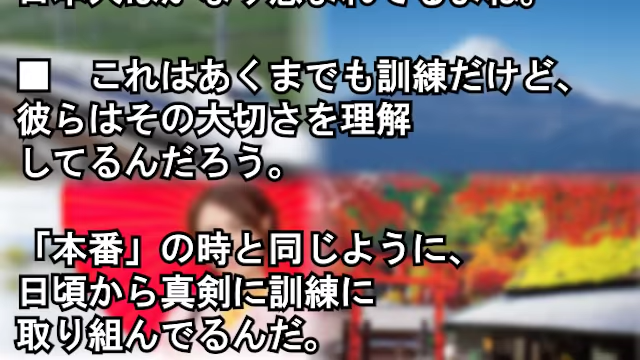 ■　これはあくまでも訓練だけど、
彼らはその大切さを理解
してるんだろう。
「本番」の時と同じように、
日頃から真剣に訓練に
取り組んでるんだ。